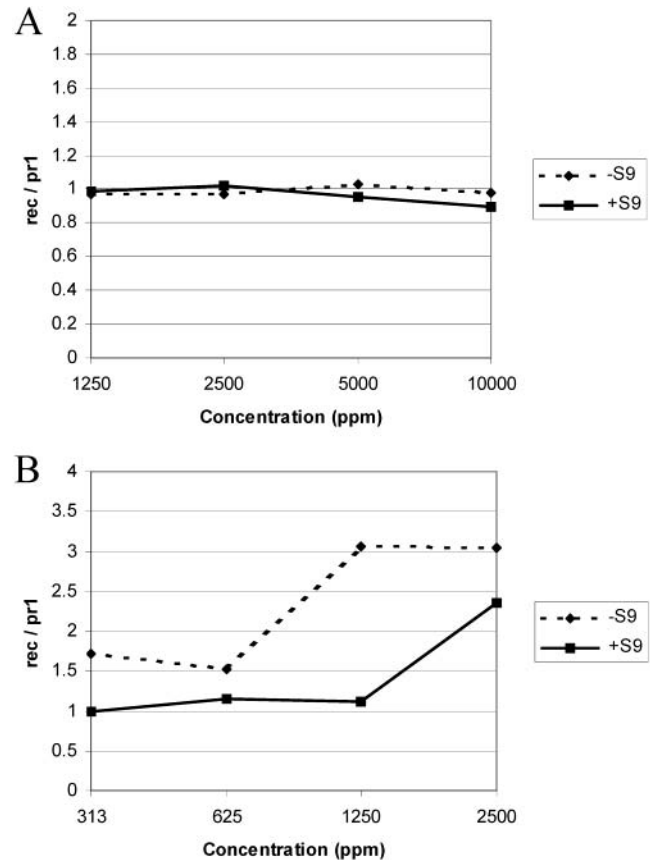 A
2
1.8
1.6
1.4
1.2
1
0.8
0.6
0.4
0.2
0
rec / pr1
1250 2500 5000 10000
Concentration (ppm)
-S9
+S9
B
4
3.5
3
2.5
2
1.5
1
0.5
0
rec / pr1
313 625 1250 2500
Concentration (ppm)
-S9
+S9